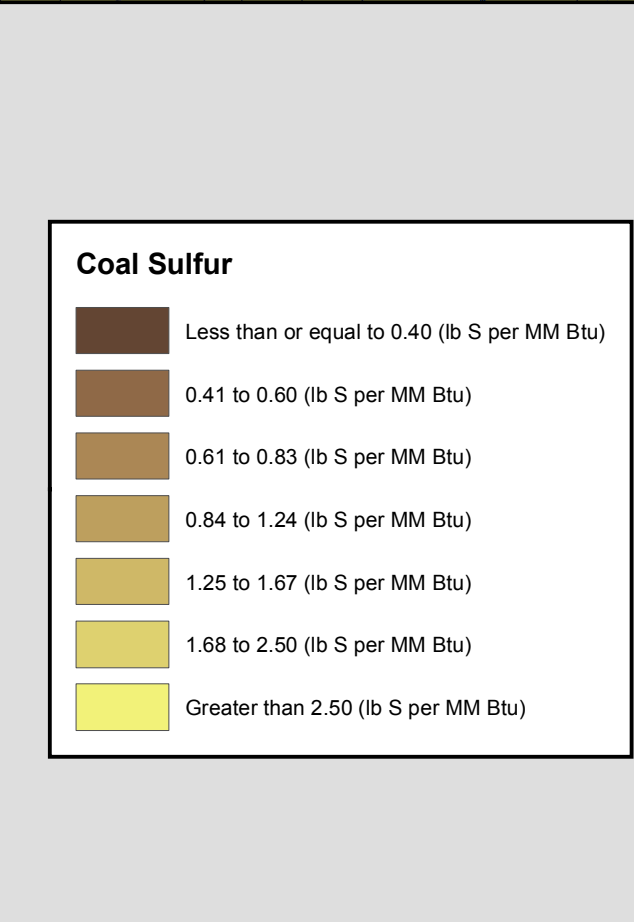 Coal Sulfur
Less than or equal to 0.40 (lb S per MM Btu)
0.41 to 0.60 (lb S per MM Btu)
0.61 to 0.83 (lb S per MM Btu)
0.84 to 1.24 (lb S per MM Btu)
1.25 to 1.67 (lb S per MM Btu)
1.68 to 2.50 (lb S per MM Btu)
Greater than 2.50 (lb S per MM Btu)